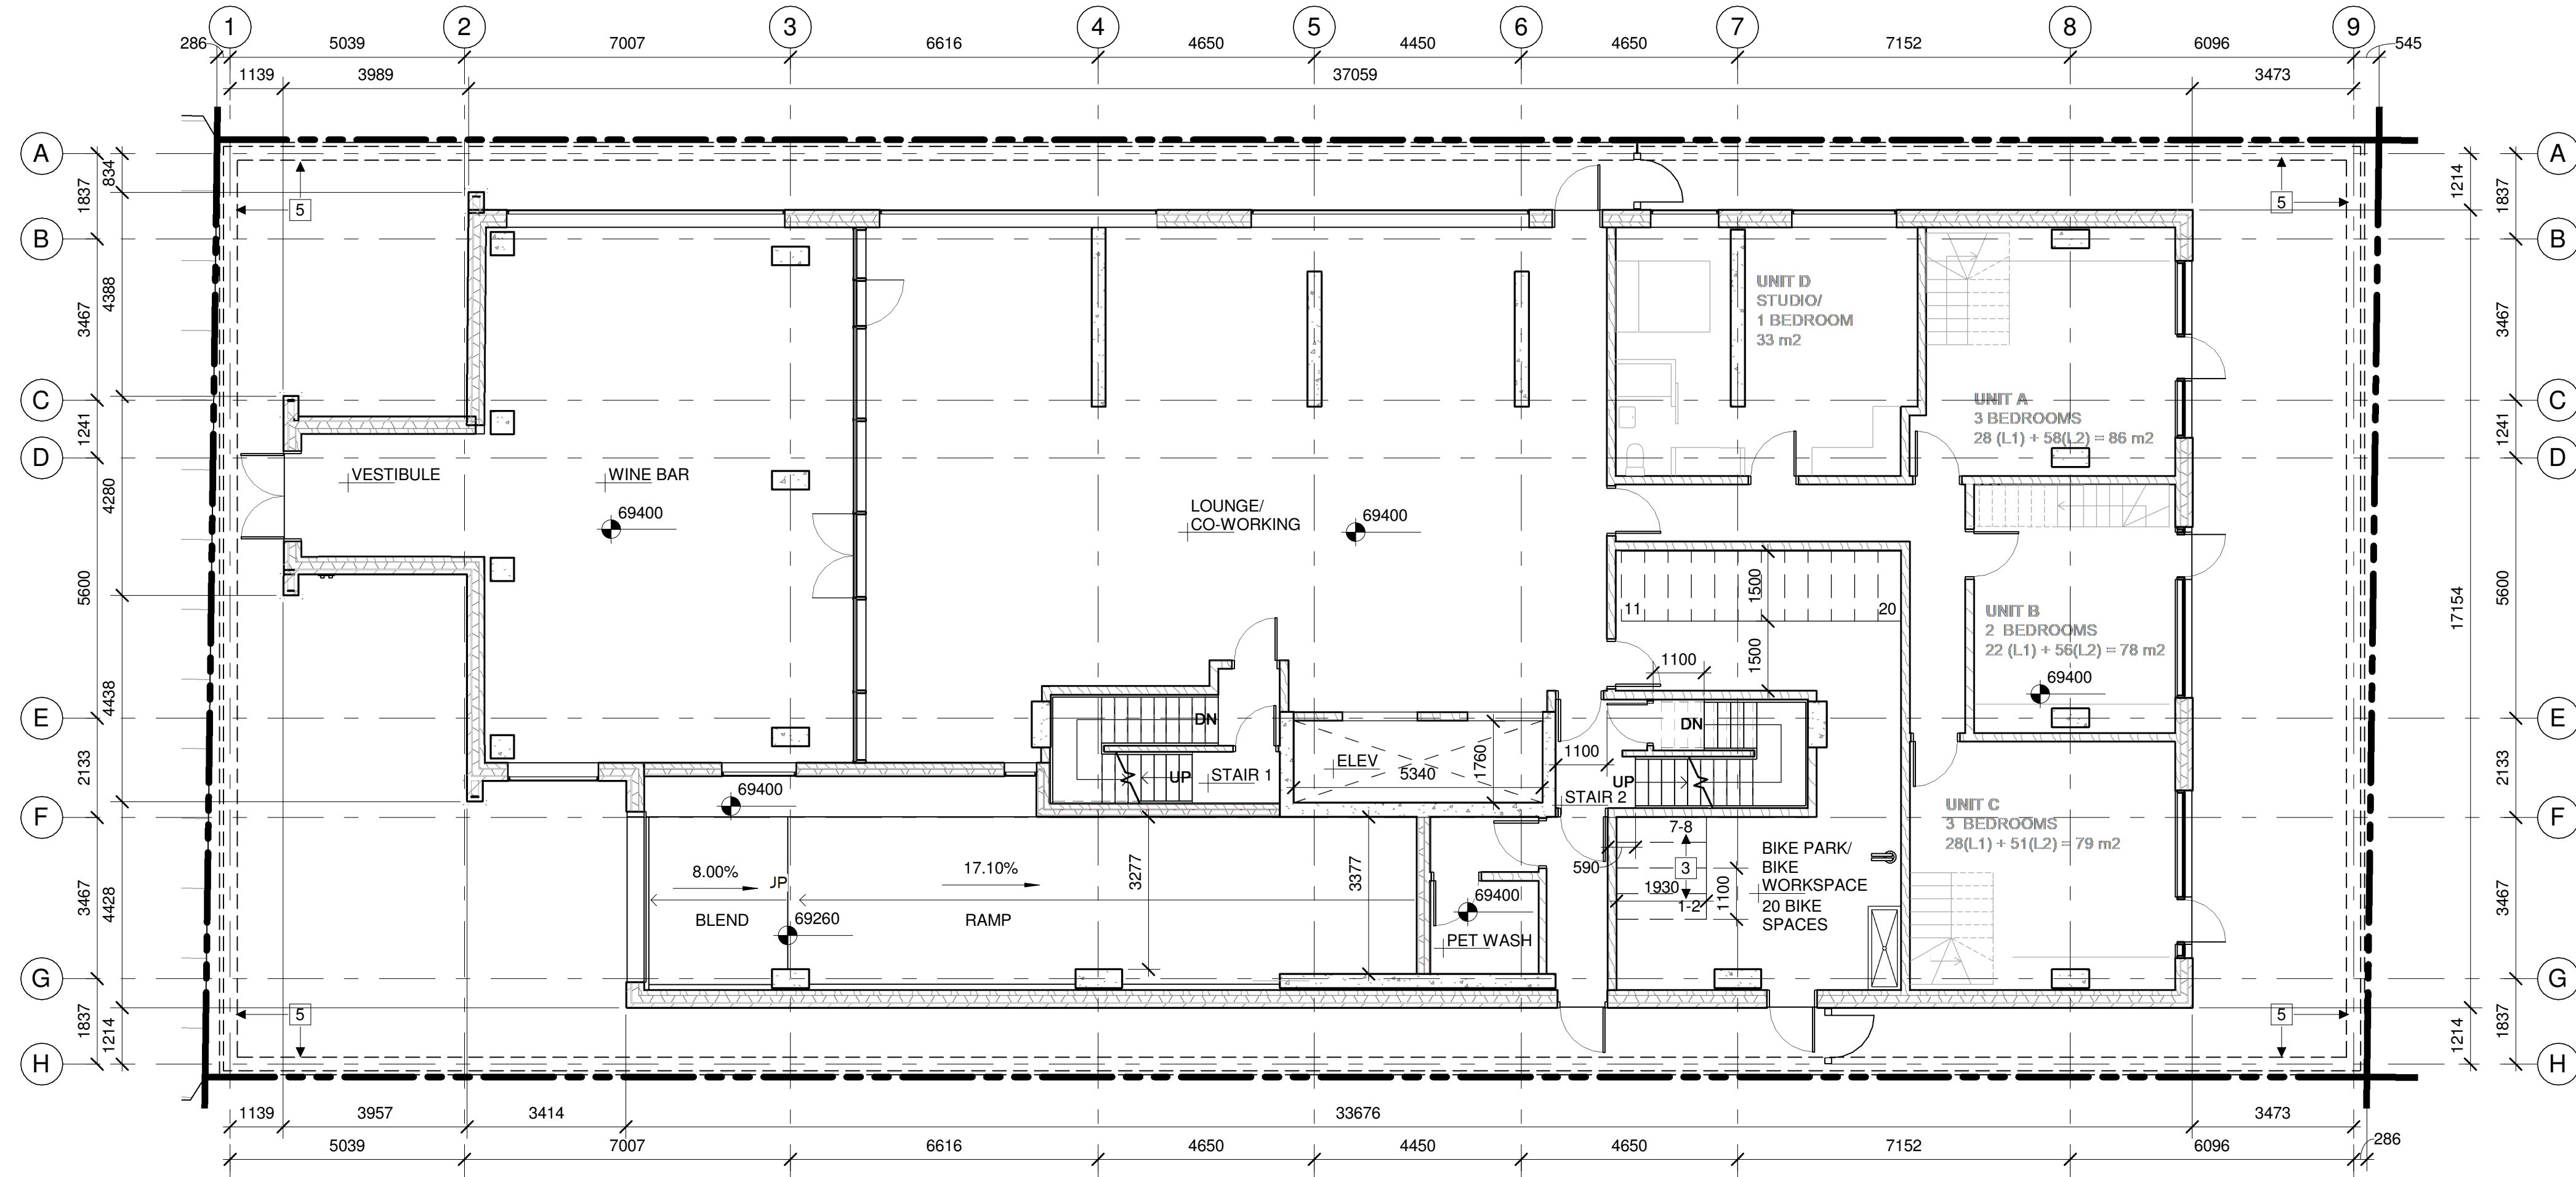 1 2 3 4 5 6 7 8 9
286 5039 7007 6616 4650 4450 4650 7152 6096 545
1139 3989 37059 3473
A A
834 1837 1214 1837
5 5
B B
UNIT D
STUDIO/
1 BEDROOM
33 m2
3467 4388 3467
C C
UNIT A
3 BEDROOMS
28 (L1) + 58(L2) = 86 m2
1241 1241
D D
VESTIBULE WINE BAR
4280
LOUNGE/
CO-WORKING
69400 69400
5600 1500 5600
11 20
UNIT B
2 BEDROOMS
22 (L1) + 56(L2) = 78 m2
17154
1500
1100
69400
4438
E E
DN DN
2133 1760 1100 2133
ELEV
5340
UP STAIR 1 UP
STAIR 2
69400
UNIT C
3 BEDROOMS
28(L1) + 51(L2) = 79 m2
F F
7-8
BIKE PARK/
BIKE
WORKSPACE
20 BIKE
SPACES
8.00% JP 17.10% 3277 3377 590 3
1930 1100
1-2
69400
3467 4428 3467
BLEND RAMP
69260
PET WASH
G G
5 5
1837 1214 1214 1837
H H
1139 3957 3414 33676 3473
5039 7007 6616 4650 4450 4650 7152 6096 286